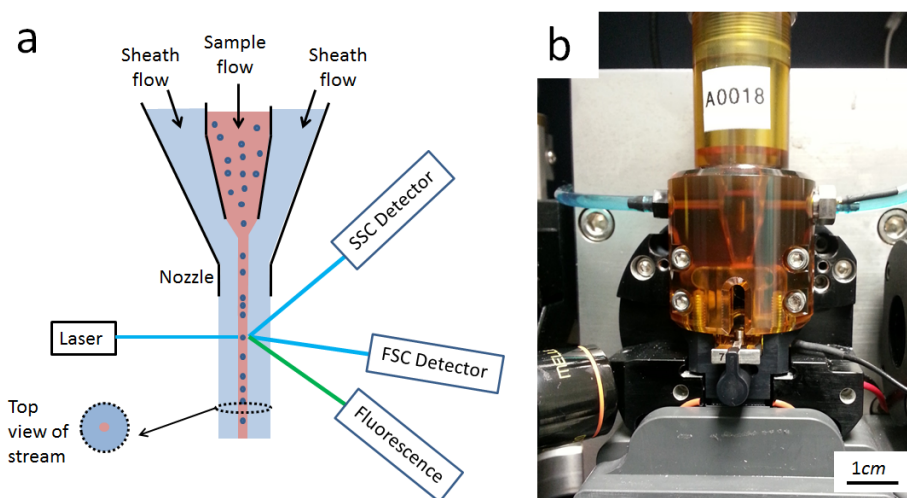 a
Sheath
flow
Sample
flow
Sheath
flow
Nozzle
Laser
SSC Detector
FSC Detector
Fluorescence
Top
view of
stream
b
A0018
7
1cm